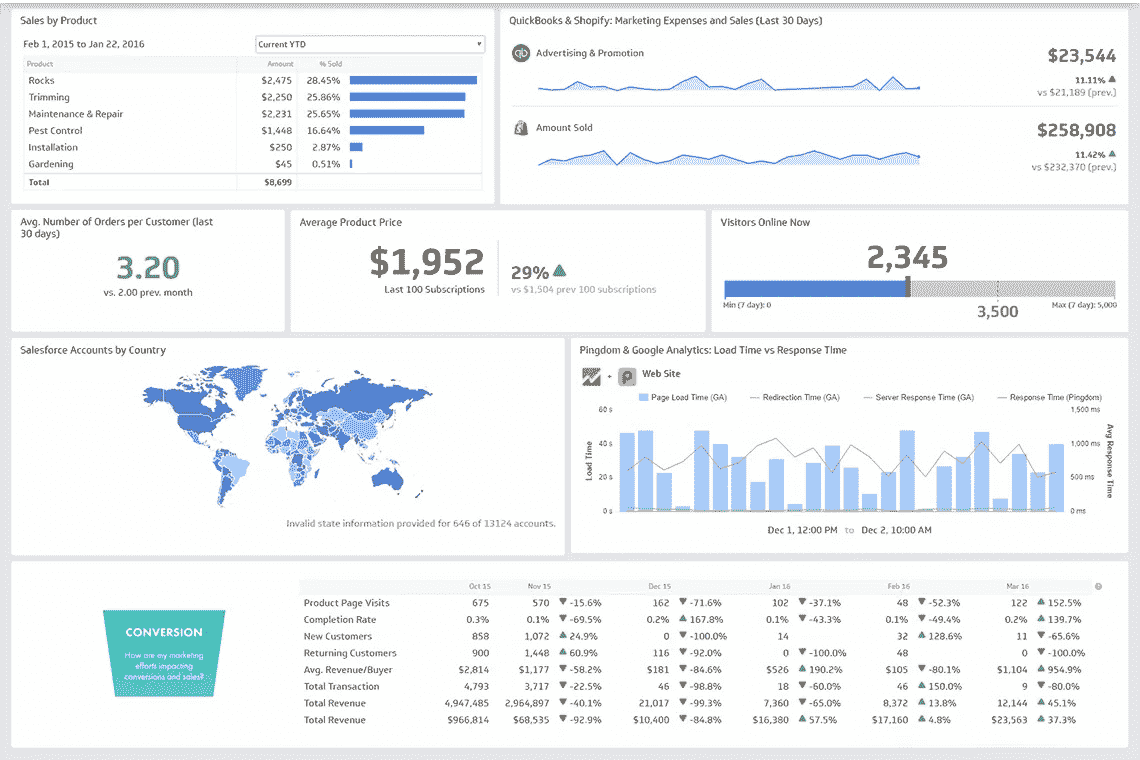 Sales by Product
Feb 1, 2015 to Jan 22, 2016
Current YTD
Product Amount % Sold
Rocks $2,475 28.45%
Trimming $2,250 25.86%
Maintenance & Repair $2,231 25.65%
Pest Control $1,448 16.64%
Installation $250 2.87%
Gardening $45 0.51%
Total $8,699
QuickBooks & Shopify: Marketing Expenses and Sales (Last 30 Days)
qb Advertising & Promotion
$23,544
11.11%
vs $21,189 (prev.)
Amount Sold
$258,908
11.42%
vs $232,370 (prev.)
Avg. Number of Orders per Customer (last
30 days)
3.20
vs. 2.00 prev. month
Average Product Price
$1,952
Last 100 Subscriptions
29%
vs $1,504 prev 100 subscriptions
Visitors Online Now
2,345
Min (7 day): 0
3,500
Max (7 day): 5,000
Salesforce Accounts by Country
Invalid state information provided for 646 of 13124 accounts.
Pingdom & Google Analytics: Load Time vs Response TIme
Web Site
Page Load Time (GA) Redirection Time (GA) Server Response Time (GA) Response Time (Pingdom)
60 s 1,500 ms
40 s 1,000 ms
20 s 500 ms
0 s 0 ms
Load Time
Avg Response Time
Dec 1, 12:00 PM to Dec 2, 10:00 AM
CONVERSION
How are my marketing
efforts impacting
conversions and sales?
Oct 15 Nov 15 Dec 15 Jan 16 Feb 16 Mar 16
Product Page Visits 675 570 -15.6% 162 -71.6% 102 -37.1% 48 -52.3% 122 152.5%
Completion Rate 0.3% 0.1% -69.5% 0.2% 167.8% 0.1% -43.3% 0.1% -49.4% 0.2% 139.7%
New Customers 858 1,072 24.9% 0 -100.0% 14 32 128.6% 11 -65.6%
Returning Customers 900 1,448 60.9% 116 -92.0% 0 -100.0% 48 0 -100.0%
Avg. Revenue/Buyer $2,814 $1,177 -58.2% $181 -84.6% $526 190.2% $105 -80.1% $1,104 954.9%
Total Transaction 4,793 3,717 -22.5% 46 -98.8% 18 -60.0% 46 150.0% 9 -80.0%
Total Revenue 4,947,485 2,964,897 -40.1% 21,017 -99.3% 7,360 -65.0% 8,372 13.8% 12,144 45.1%
Total Revenue $966,814 $68,535 -92.9% $10,400 -84.8% $16,380 57.5% $17,160 4.8% $23,563 37.3%